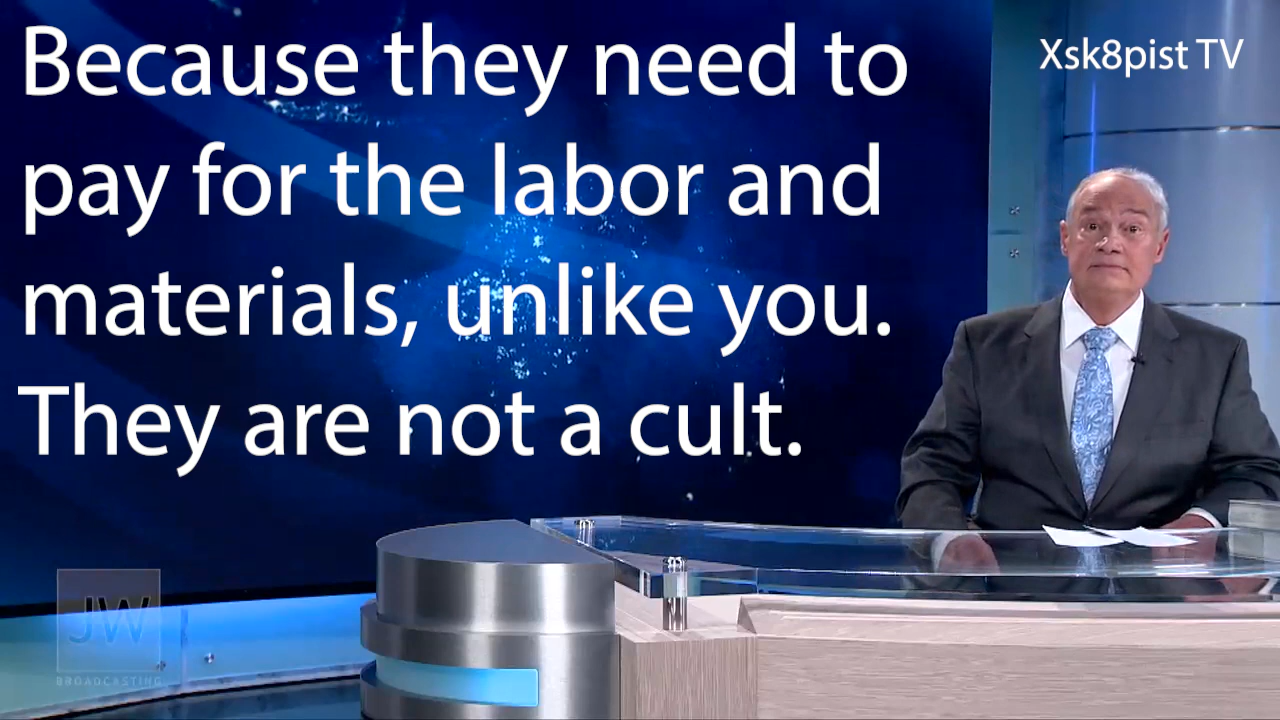 Because they need to
pay for the labor and
materials, unlike you.
They are not a cult.
Xsk8pist TV
JW
BROADCASTING